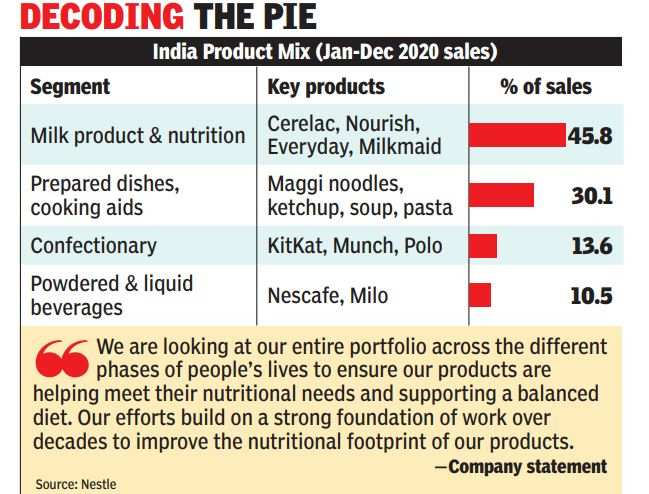 DECODING THE PIE
India Product Mix (Jan-Dec 2020 sales)
Segment Key products % of sales
Milk product & nutrition
Cerelac, Nourish,
Everyday, Milkmaid
45.8
Prepared dishes,
cooking aids
Maggi noodles,
ketchup, soup, pasta
30.1
Confectionary KitKat, Munch, Polo 13.6
Powdered & liquid
beverages
Nescafe, Milo
10.5
“We are looking at our entire portfolio across the different
phases of people’s lives to ensure our products are
helping meet their nutritional needs and supporting a balanced
diet. Our efforts build on a strong foundation of work over
decades to improve the nutritional footprint of our products.
—Company statement
Source: Nestle